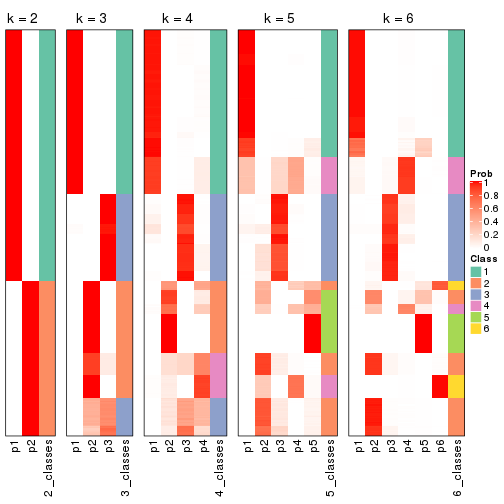 k = 2
k = 3
k = 4
k = 5
k = 6
p1
p2
2_classes
p1
p2
p3
3_classes
p1
p2
p3
p4
4_classes
p1
p2
p3
p4
p5
5_classes
p1
p2
p3
p4
p5
p6
6_classes
Prob
1
0.8
0.6
0.4
0.2
0
Class
1
2
3
4
5
6